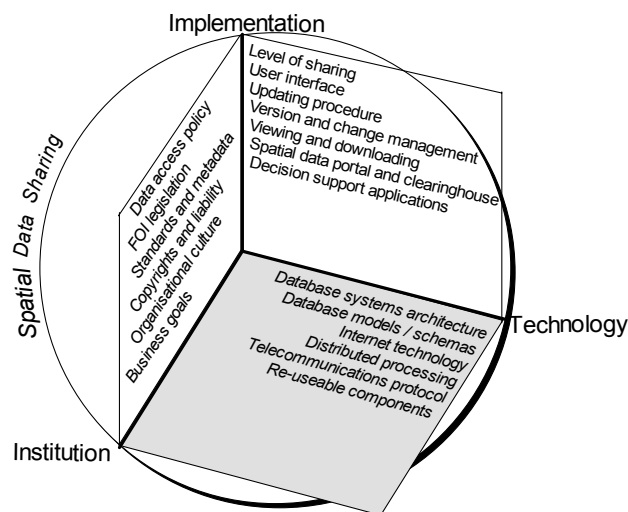 Implementation
Level of sharing
User interface
Updating procedure
Version and change management
Viewing and downloading
Spatial data portal and clearinghouse
Decision support applications
Spatial Data Sharing
Data access policy
FOI legislation
Standards and metadata
Copyrights and liability
Organisational culture
Business goals
Database systems architecture
Database models / schemas
Internet technology
Distributed processing
Telecommunications protocol
Re-useable components
Technology
Institution